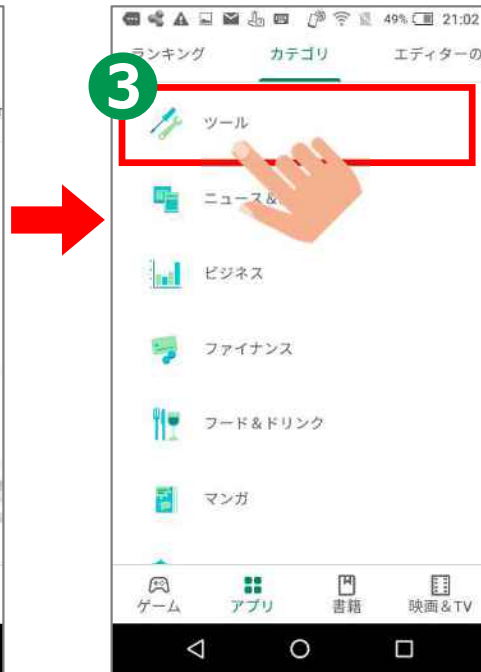 49% 21:02
ランキング カテゴリ エディターの
3
ツール
ニュース&
ビジネス
ファイナンス
フード&ドリンク
マンガ
ゲーム アプリ 書籍 映画&TV